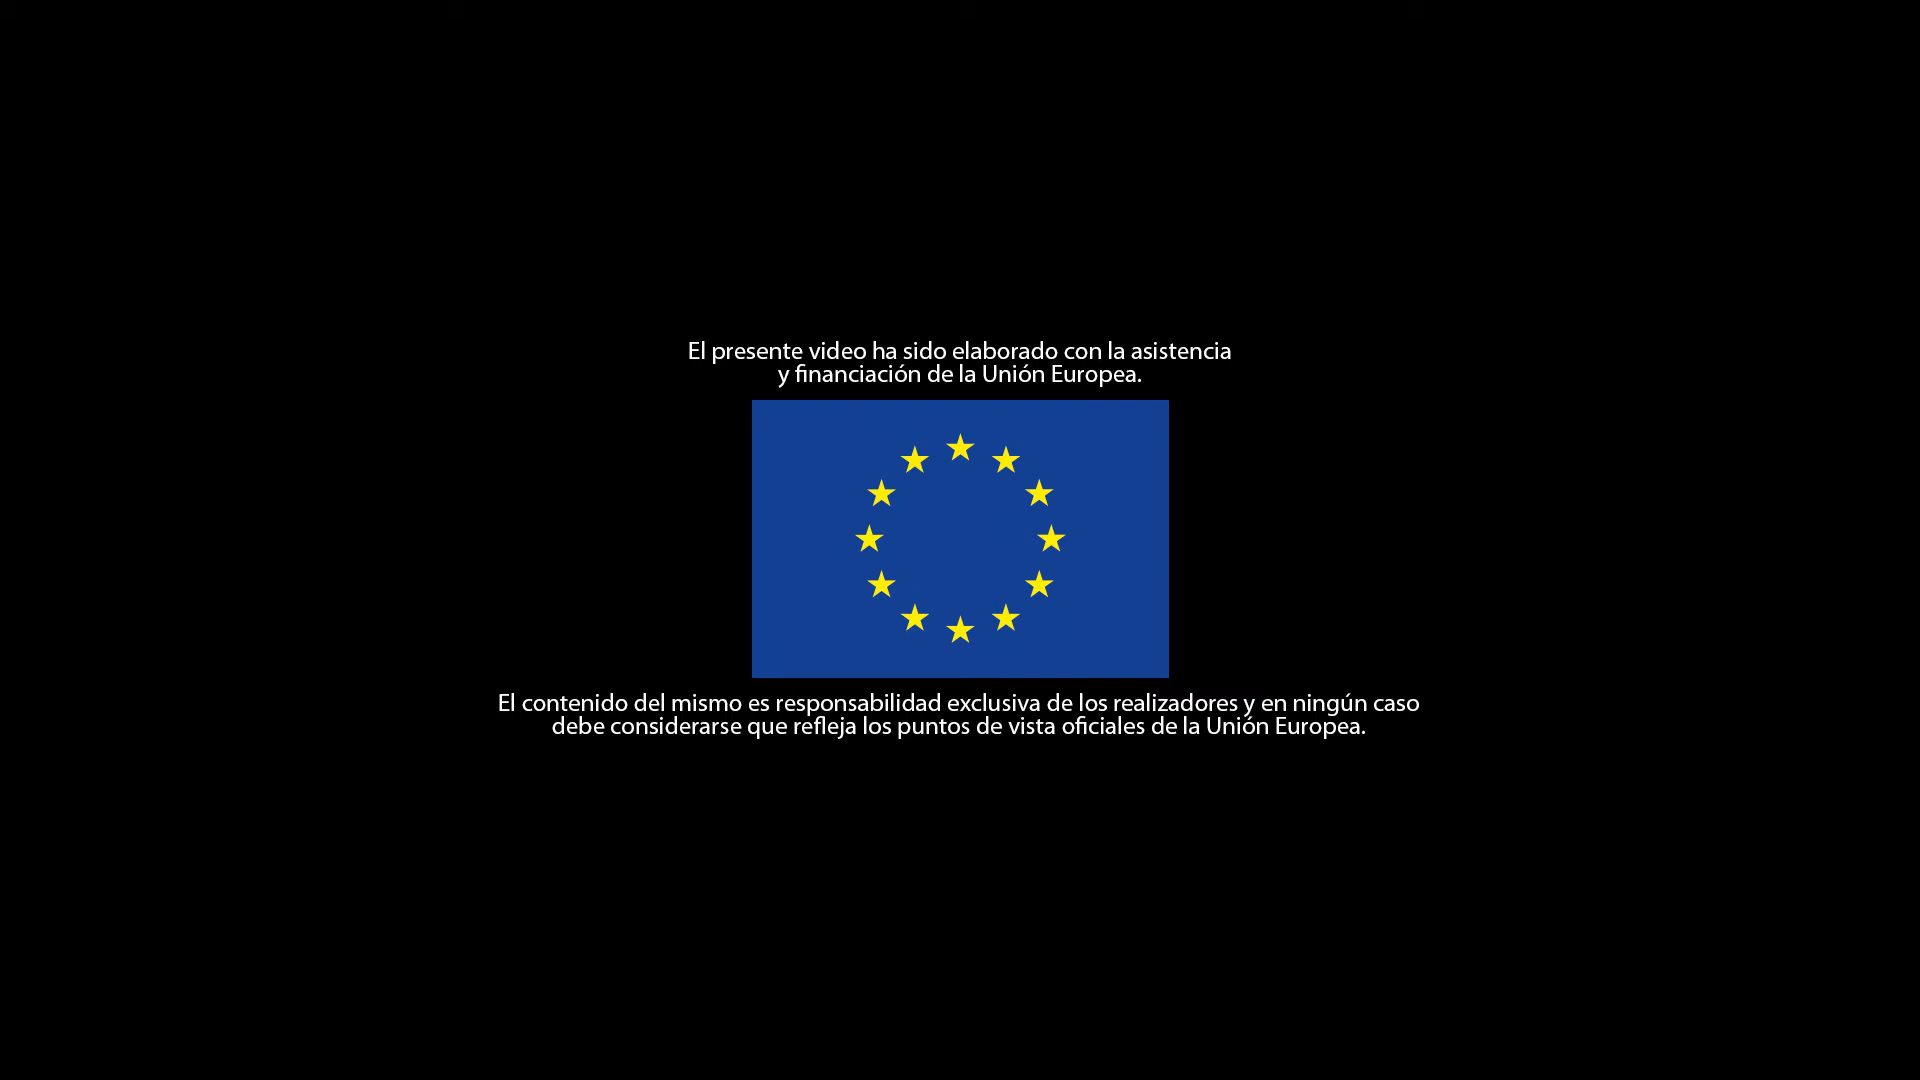 El presente video ha sido elaborado con la asistencia
y financiación de la Unión Europea.
El contenido del mismo es responsabilidad exclusiva de los realizadores y en ningún caso
debe considerarse que refleja los puntos de vista oficiales de la Unión Europea.